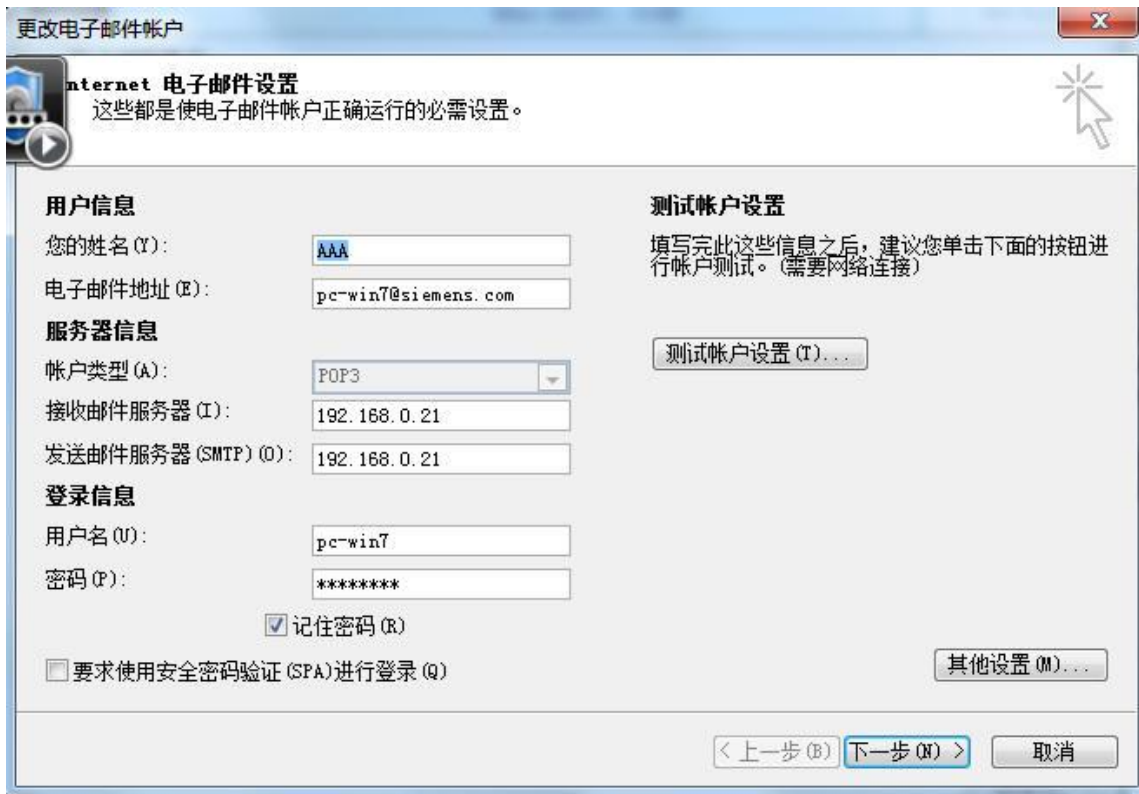 更改电子邮件帐户
nternet 电子邮件设置
这些都是使电子邮件帐户正确运行的必需设置。
用户信息
您的姓名(Y):
AAA
电子邮件地址(E):
pc-win7@siemens.com
服务器信息
帐户类型(A):
POP3
接收邮件服务器(I):
192.168.0.21
发送邮件服务器(SMTP)(O):
192.168.0.21
登录信息
用户名(U):
pc-win7
密码(P):
********
记住密码(R)
要求使用安全密码验证(SPA)进行登录(Q)
测试帐户设置
填写完此这些信息之后，建议您单击下面的按钮进
行帐户测试。(需要网络连接)
测试帐户设置(T)...
其他设置(M)...
< 上一步(B)
下一步(N) >
取消